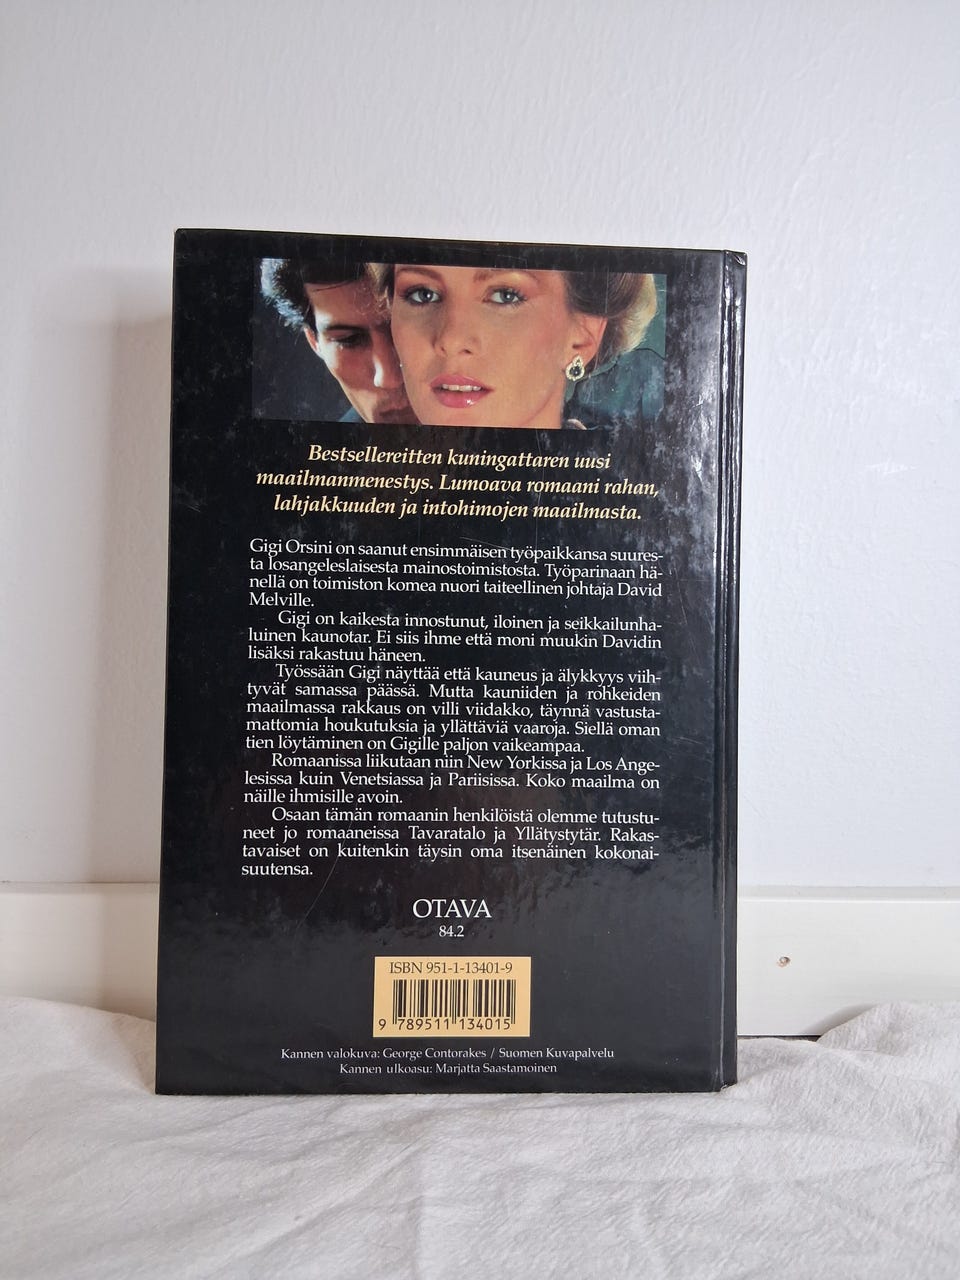 Bestsellereitten kuningattaren uusi
maailmanmenestys. Lumoava romaani rahan,
lahjakkuuden ja intohimojen maailmasta.
Gigi Orsini on saanut ensimmäisen työpaikkansa suures-
ta losangeleslaisesta mainostoimistosta. Työparinaan hä-
nellä on toimiston komea nuori taiteellinen johtaja David
Melville.
Gigi on kaikesta innostunut, iloinen ja seikkailunha-
luinen kaunotar. Ei siis ihme että moni muukin Davidin
lisäksi rakastuu häneen.
Työssään Gigi näyttää että kauneus ja älykkyys viih-
tyvät samassa päässä. Mutta kauniiden ja rohkeiden
maailmassa rakkaus on villi viidakko, täynnä vastusta-
mattomia houkutuksia ja yllättäviä vaaroja. Siellä oman
tien löytäminen on Gigille paljon vaikeampaa.
Romaanissa liikutaan niin New Yorkissa ja Los Ange-
lesissa kuin Venetsiassa ja Pariisissa. Koko maailma on
näille ihmisille avoin.
Osaan tämän romaanin henkilöistä olemme tutustu-
neet jo romaaneissa Tavaratalo ja Yllätystytär. Rakas-
tavaiset on kuitenkin täysin oma itsenäinen kokonai-
suutensa.
OTAVA
84.2
ISBN 951-1-13401-9
9 789511 134015
Kannen valokuva: George Contorakes / Suomen Kuvapalvelu
Kannen ulkoasu: Marjatta Saastamoinen